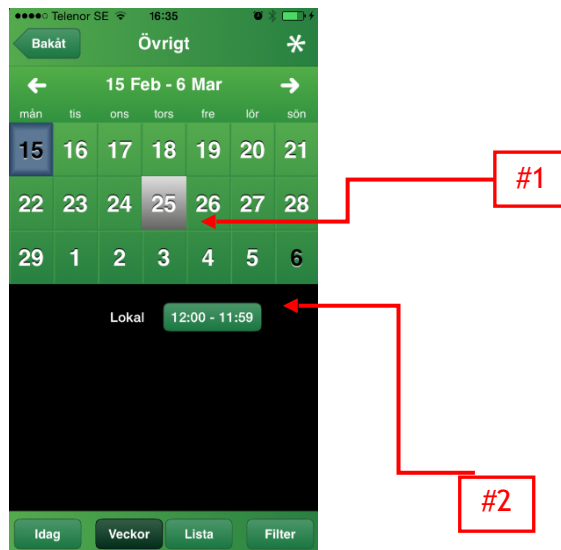 Telenor SE 16:35
Bakåt Övrigt
15 Feb - 6 Mar
mån tis ons tors fre lör sön
15 16 17 18 19 20 21
#1
22 23 24 25 26 27 28
29 1 2 3 4 5 6
Lokal 12:00 - 11:59
#2
Idag Veckor Lista Filter